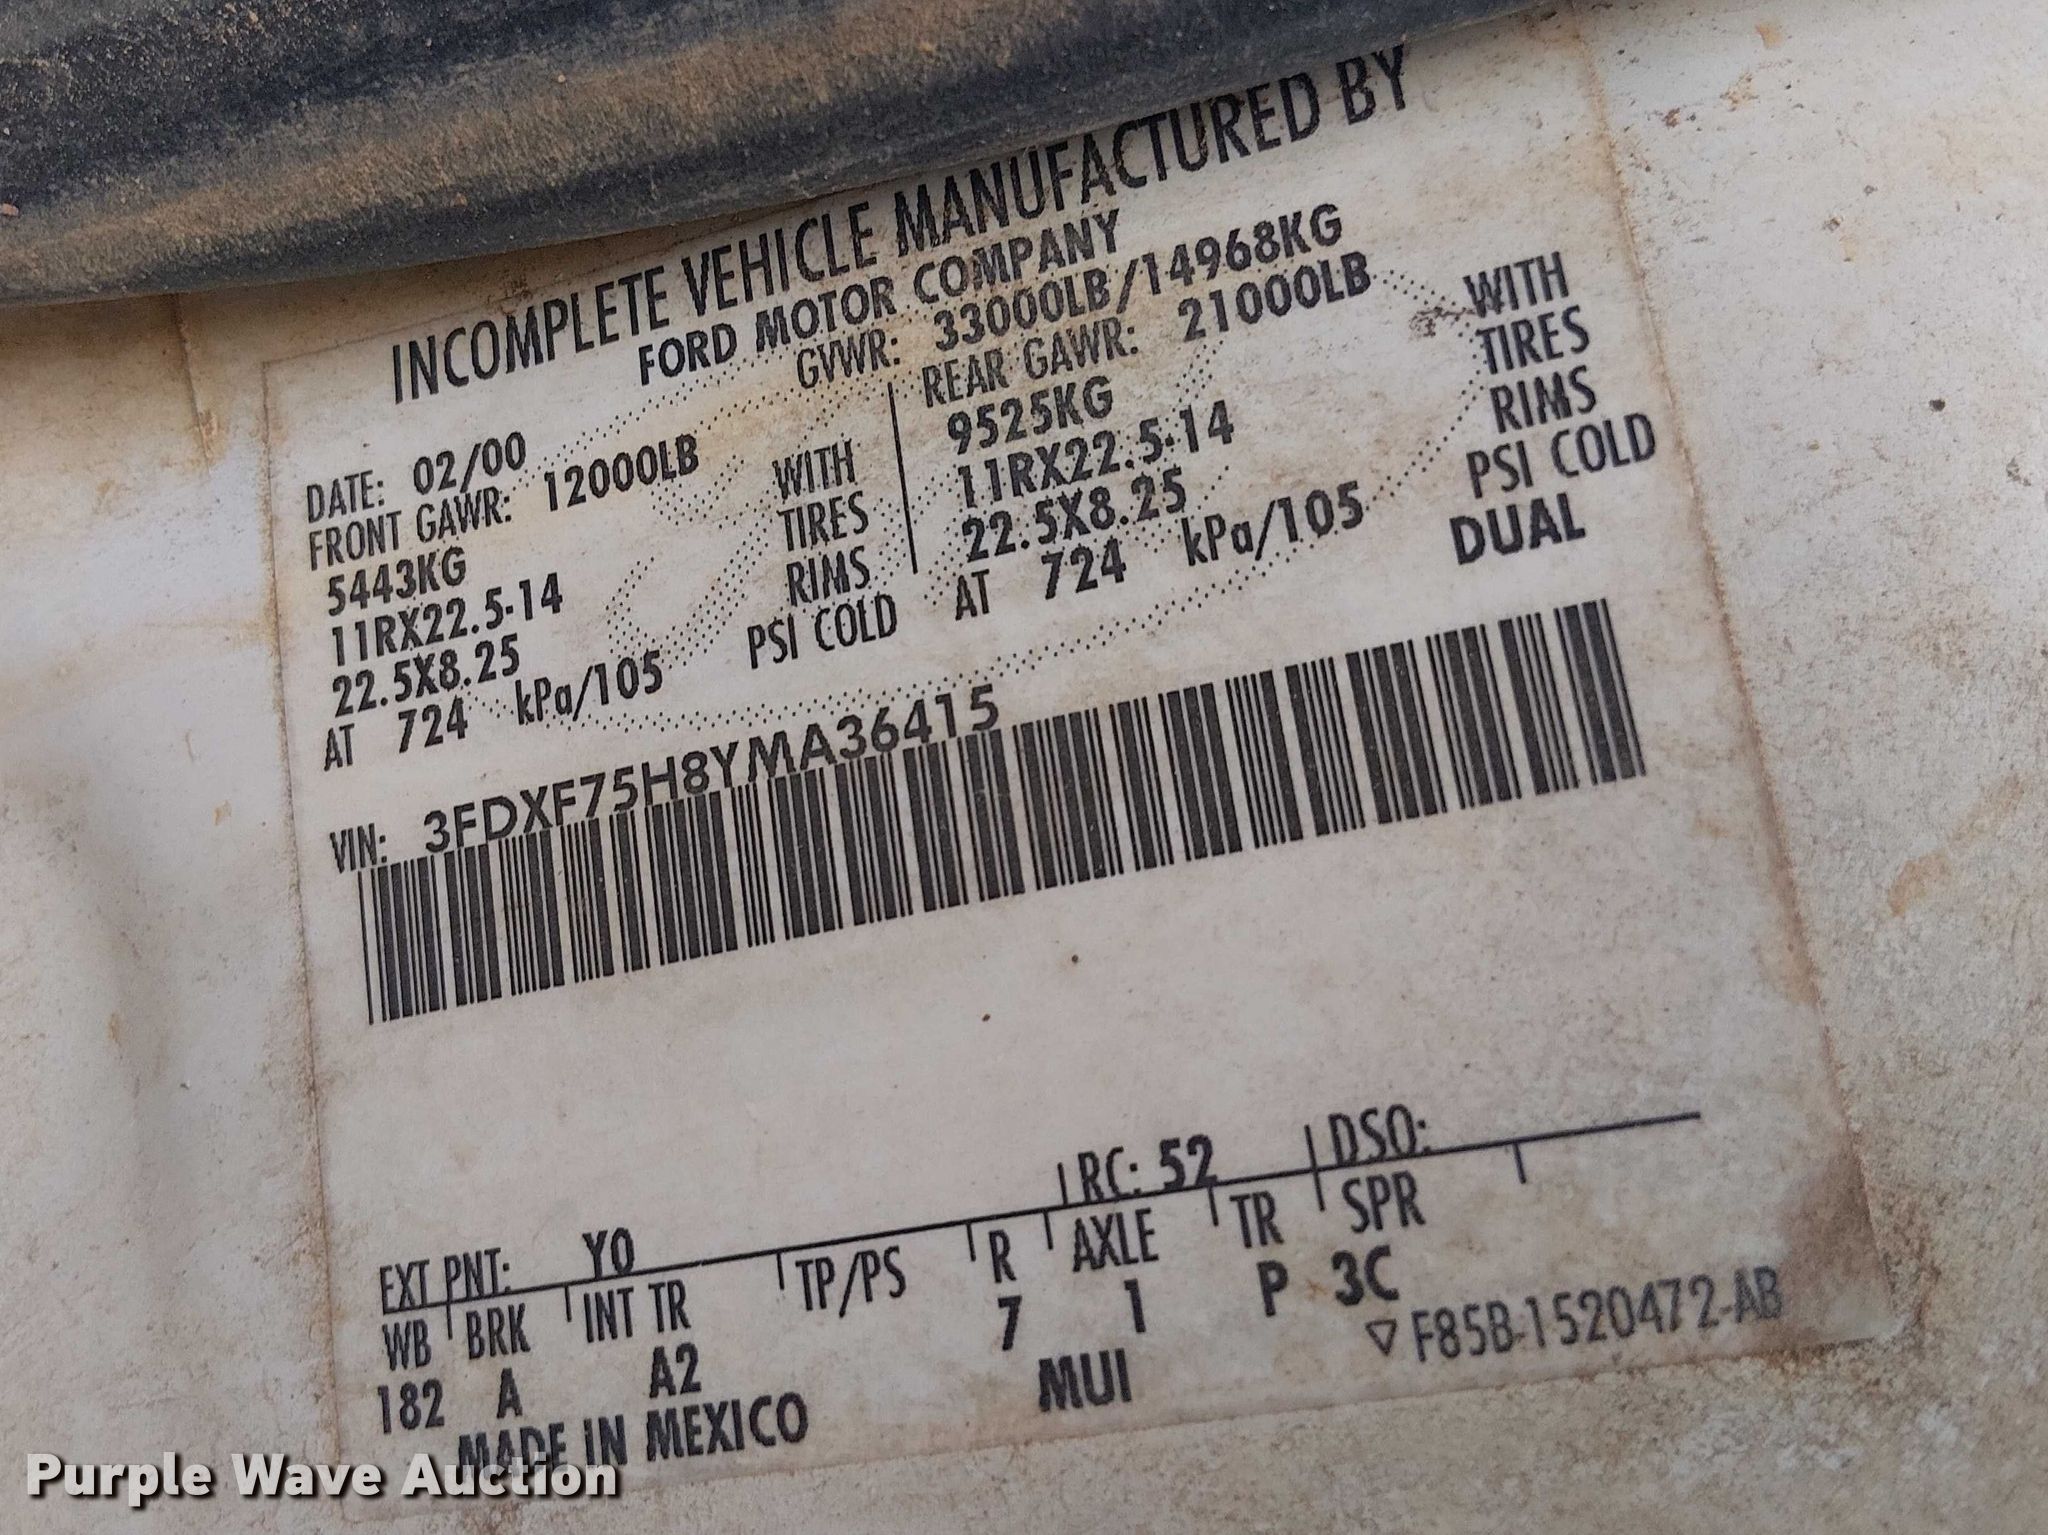 INCOMPLETE VEHICLE MANUFACTURED BY
FORD MOTOR COMPANY
GVWR: 33000LB/14968KG
DATE: 02/00
FRONT GAWR: 12000LB
5443KG WITH
11RX22.5-14 TIRES
22.5X8.25 RIMS
AT 724 kPa/105 PSI COLD
REAR GAWR: 21000LB
9525KG WITH
11RX22.5-14 TIRES
22.5X8.25 RIMS
AT 724 kPa/105 PSI COLD
DUAL
VIN: 3FDXF75H8YMA36415
EXT PNT: YO RC: 52 DSO:
WB BRK INT TR TP/PS R AXLE TR SPR
182 A A2 7 1 P 3C
MADE IN MEXICO MUI F85B-1520472-AB
Purple Wave Auction